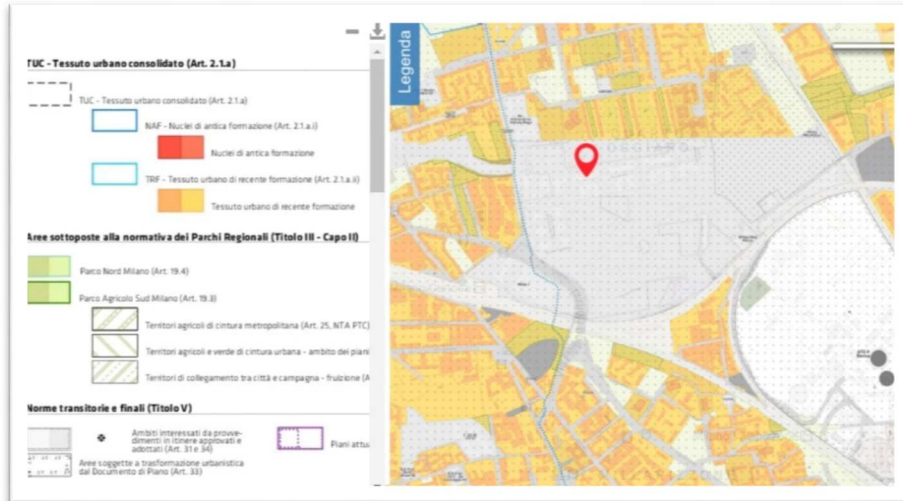 TUC - Tessuto urbano consolidato (Art. 2.1.a)
TUC - Tessuto urbano consolidato (Art. 2.1.a)
NAF - Nuclei di antica formazione (Art. 2.1.a.i)
Nuclei di antica formazione
TRF - Tessuto urbano di recente formazione (Art. 2.1.a.ii)
Tessuto urbano di recente formazione
Aree sottoposte alla normativa dei Parchi Regionali (Titolo III - Capo II)
Parco Nord Milano (Art. 19.4)
Parco Agricolo Sud Milano (Art. 19.3)
Territori agricoli di cintura metropolitana (Art. 25, NTA PTC)
Territori agricoli e verde di cintura urbana - ambito dei piani
Territori di collegamento tra città e campagna - fruizione (A
Norme transitorie e finali (Titolo V)
Ambiti interessati da provve-
dimenti in itinere approvati e
adottati (Art. 31 e 34)
Piani attua
Aree soggette a trasformazione urbanistica
dal Documento di Piano (Art. 33)
Legenda